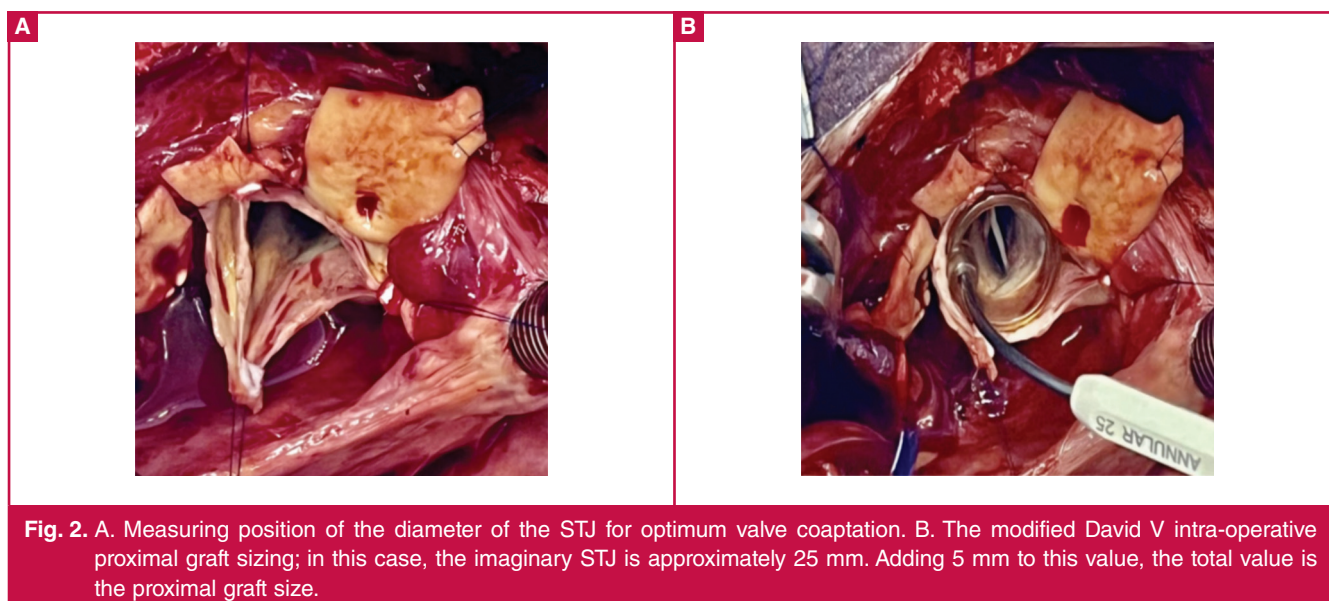 A
B
ANNULAR 25
Fig. 2. A. Measuring position of the diameter of the STJ for optimum valve coaptation. B. The modified David V intra-operative
proximal graft sizing; in this case, the imaginary STJ is approximately 25 mm. Adding 5 mm to this value, the total value is
the proximal graft size.